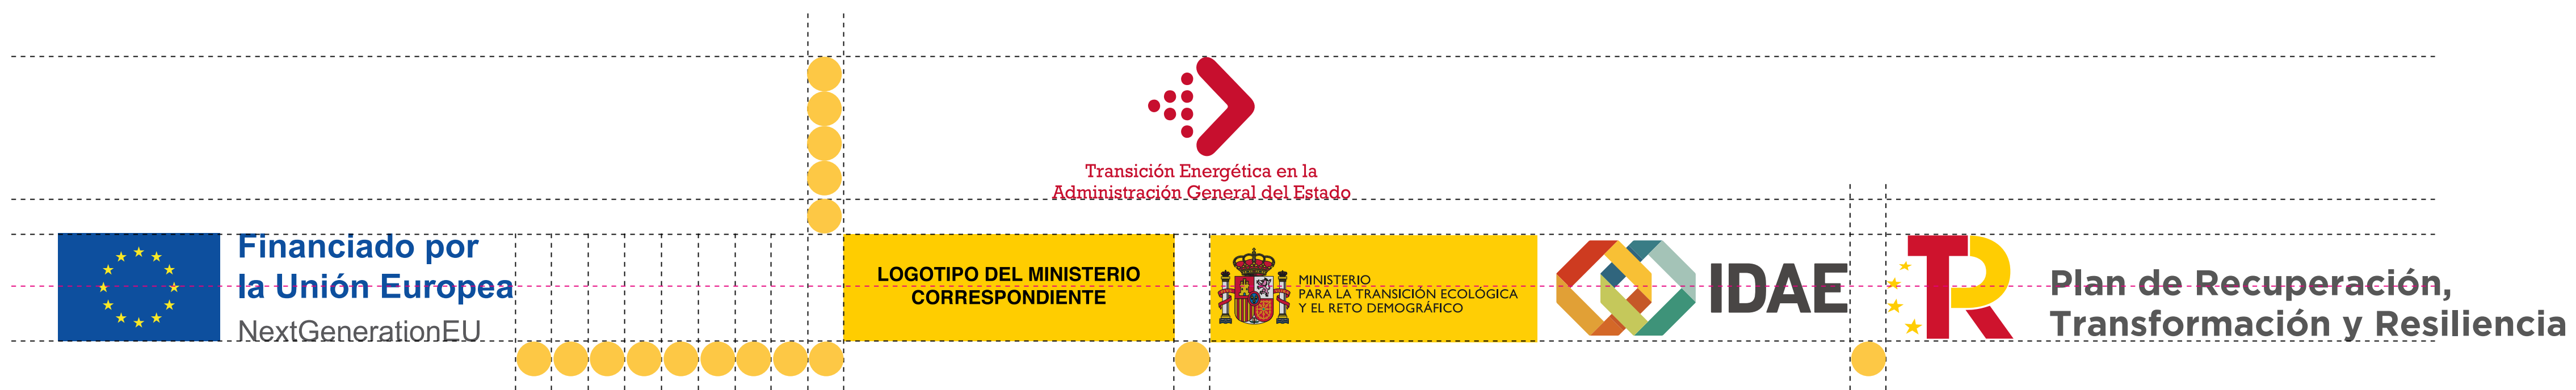 Transición Energética en la
Administración General del Estado
Financiado por
la Unión Europea
NextGenerationEU
LOGOTIPO DEL MINISTERIO
CORRESPONDIENTE
MINISTERIO
PARA LA TRANSICIÓN ECOLÓGICA
Y EL RETO DEMOGRÁFICO
IDAE
TR
Plan de Recuperación,
Transformación y Resiliencia